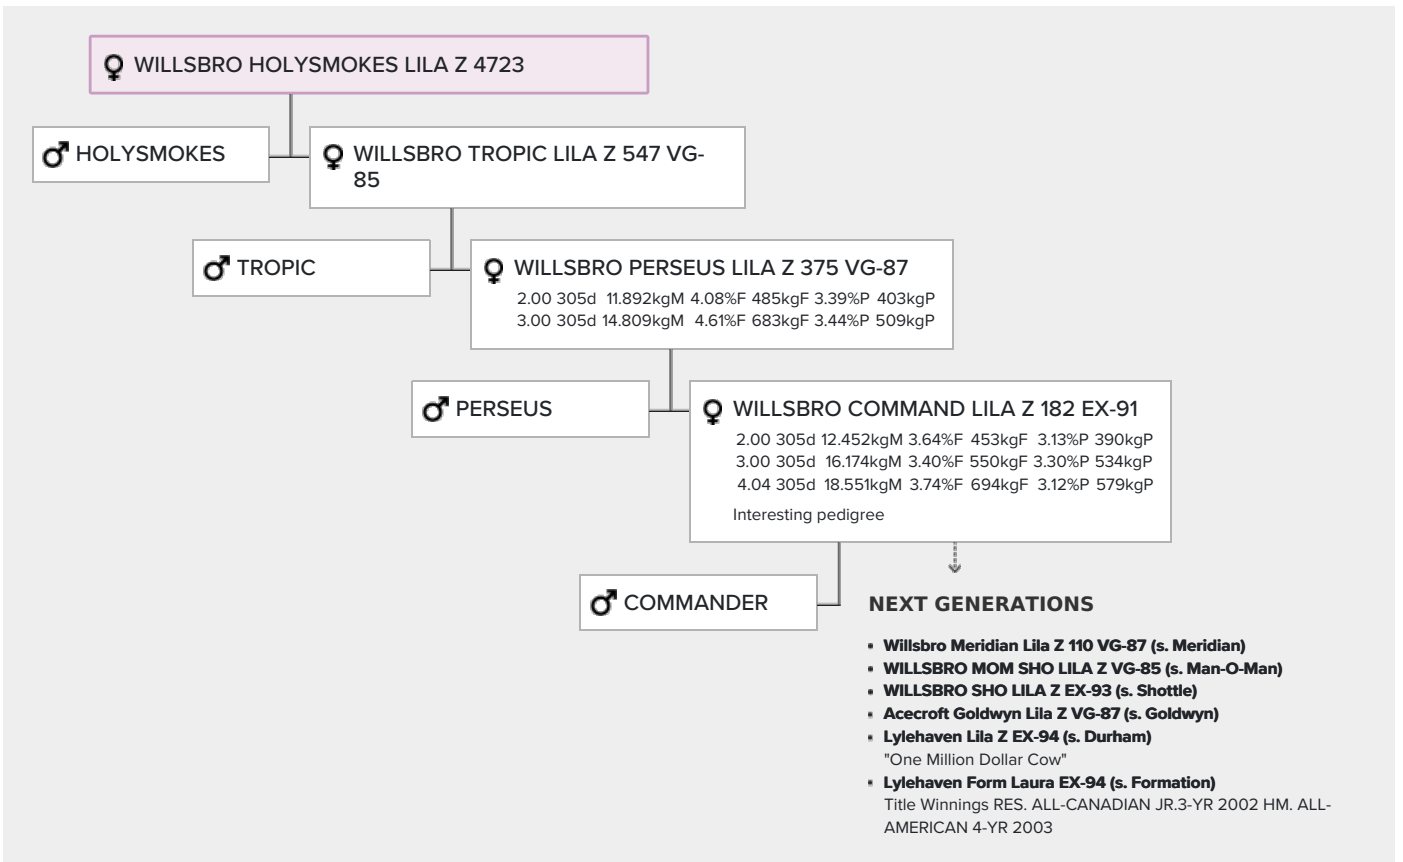 WILLSBRO HOLYSMOKES LILA Z 4723
HOLYSMOKES
WILLSBRO TROPIC LILA Z 547 VG-
85
TROPIC
WILLSBRO PERSEUS LILA Z 375 VG-87
2.00 305d 11.892kgM 4.08%F 485kgF 3.39%P 403kgP
3.00 305d 14.809kgM 4.61%F 683kgF 3.44%P 509kgP
PERSEUS
WILLSBRO COMMAND LILA Z 182 EX-91
2.00 305d 12.452kgM 3.64%F 453kgF 3.13%P 390kgP
3.00 305d 16.174kgM 3.40%F 550kgF 3.30%P 534kgP
4.04 305d 18.551kgM 3.74%F 694kgF 3.12%P 579kgP
Interesting pedigree
COMMANDER
NEXT GENERATIONS
• Willsbro Meridian Lila Z 110 VG-87 (s. Meridian)
• WILLSBRO MOM SHO LILA Z VG-85 (s. Man-O-Man)
• WILLSBRO SHO LILA Z EX-93 (s. Shottle)
• Acecroft Goldwyn Lila Z VG-87 (s. Goldwyn)
• Lylehaven Lila Z EX-94 (s. Durham)
"One Million Dollar Cow"
• Lylehaven Form Laura EX-94 (s. Formation)
Title Winnings RES. ALL-CANADIAN JR.3-YR 2002 HM. ALL-
AMERICAN 4-YR 2003